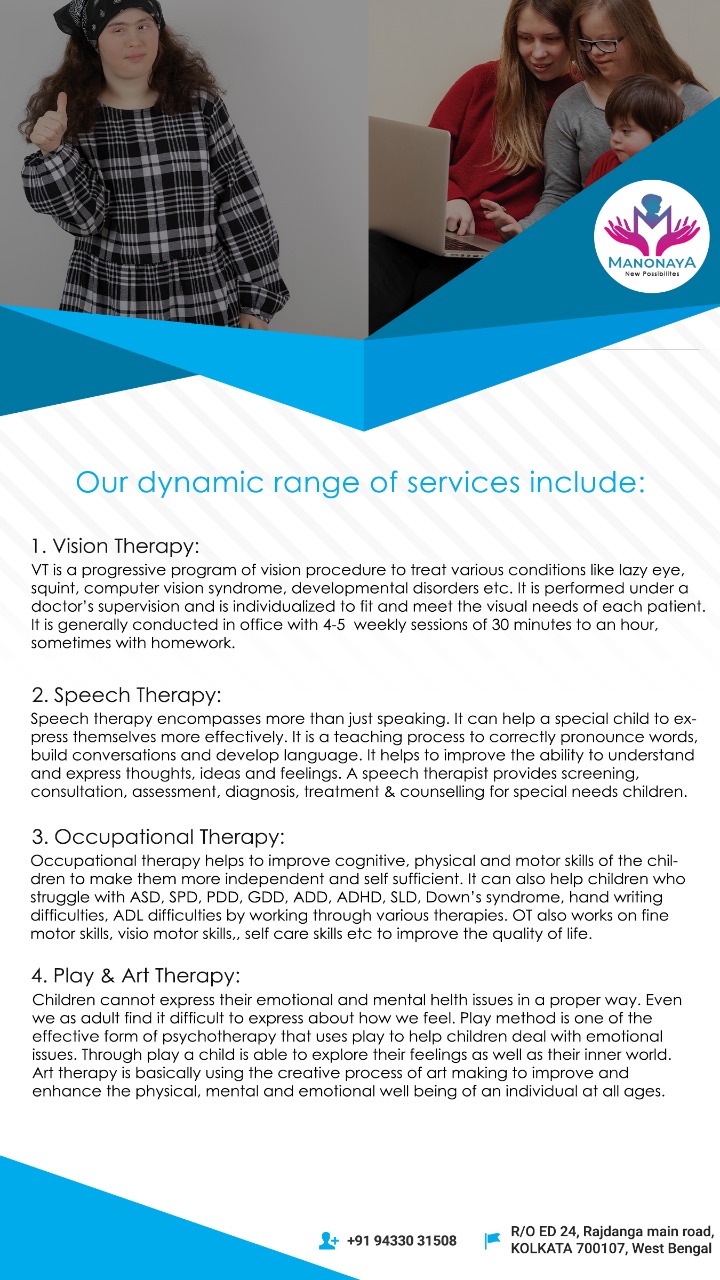 MANONAYA
New Possibilites
Our dynamic range of services include:
1. Vision Therapy:
VT is a progressive program of vision procedure to treat various conditions like lazy eye,
squint, computer vision syndrome, developmental disorders etc. It is performed under a
doctor's supervision and is individualized to fit and meet the visual needs of each patient.
It is generally conducted in office with 4-5 weekly sessions of 30 minutes to an hour,
sometimes with homework.
2. Speech Therapy:
Speech therapy encompasses more than just speaking. It can help a special child to ex-
press themselves more effectively. It is a teaching process to correctly pronounce words,
build conversations and develop language. It helps to improve the ability to understand
and express thoughts, ideas and feelings. A speech therapist provides screening,
consultation, assessment, diagnosis, treatment & counselling for special needs children.
3. Occupational Therapy:
Occupational therapy helps to improve cognitive, physical and motor skills of the chil-
dren to make them more independent and self sufficient. It can also help children who
struggle with ASD, SPD, PDD, GDD, ADD, ADHD, SLD, Down's syndrome, hand writing
difficulties, ADL difficulties by working through various therapies. OT also works on fine
motor skills, visio motor skills,, self care skills etc to improve the quality of life.
4. Play & Art Therapy:
Children cannot express their emotional and mental helth issues in a proper way. Even
we as adult find it difficult to express about how we feel. Play method is one of the
effective form of psychotherapy that uses play to help children deal with emotional
issues. Through play a child is able to explore their feelings as well as their inner world.
Art therapy is basically using the creative process of art making to improve and
enhance the physical, mental and emotional well being of an individual at all ages.
+91 94330 31508
R/O ED 24, Rajdanga main road,
KOLKATA 700107, West Bengal